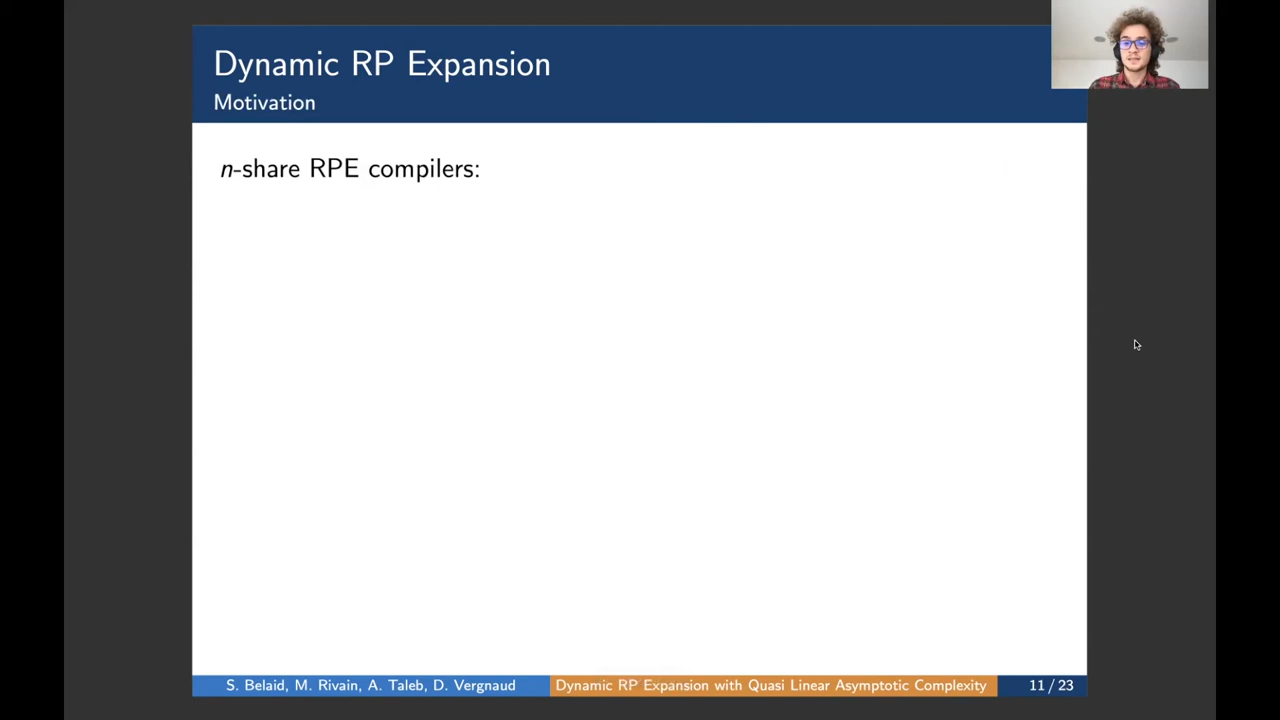 Dynamic RP Expansion
Motivation
n-share RPE compilers:
S. Belaid, M. Rivain, A. Taleb, D. Vergnaud
Dynamic RP Expansion with Quasi Linear Asymptotic Complexity
11 / 23